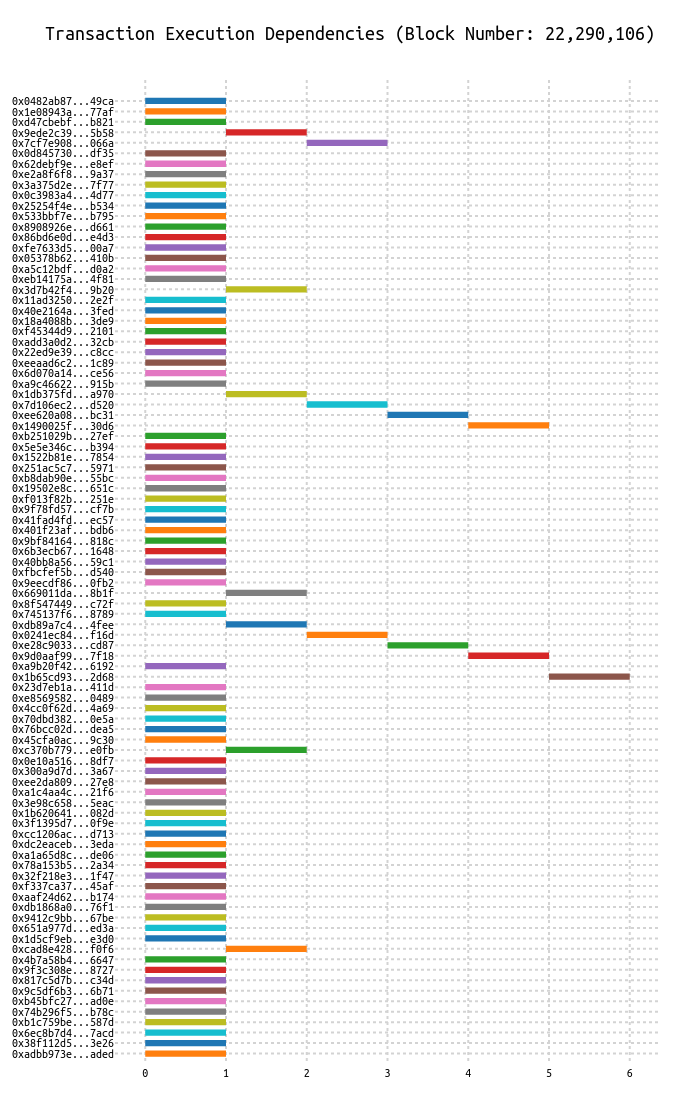 Transaction Execution Dependencies (Block Number: 22,290,106)
0x0482ab87...49ca
0x1e08943a...77af
0xd47cbebf...b821
0x9ede2c39...5b58
0x7cf7e908...066a
0x0d845730...df35
0x62debf9e...e8ef
0xe2a8f6f8...9a37
0x3a375d2e...7f77
0x0c3983a4...4d77
0x25254f4e...b534
0x533bbf7e...b795
0x8908926e...d661
0x86bd6e0d...e4d3
0xfe7633d5...00a7
0x05378b62...410b
0xa5c12bdf...d0a2
0xeb14175a...4f81
0x3d7b42f4...9b20
0x11ad3250...2e2f
0x40e2164a...3fed
0x18a4088b...3de9
0xf45344d9...2101
0xadd3a0d2...32cb
0x22ed9e39...c8cc
0xeeaad6c2...1c89
0x6d070a14...ce56
0xa9c46622...915b
0x1db375fd...a970
0x7d106ec2...d520
0xee620a08...bc31
0x1490025f...30d6
0xb251029b...27ef
0x5e5e346c...b394
0x1522b81e...7854
0x251ac5c7...5971
0xb8dab90e...55bc
0x19502e8c...651c
0xf013f82b...251e
0x9f78fd57...cf7b
0x41fad4fd...ec57
0x401f23af...bdb6
0x9bf84164...818c
0x6b3ecb67...1648
0x40bb8a56...59c1
0xfbcfef5b...d540
0x9eecdf86...0fb2
0x669011da...8b1f
0x8f547449...c72f
0x745137f6...8789
0xdb89a7c4...4fee
0x0241ec84...f16d
0xe28c9033...cd87
0x9d0aaf99...7f18
0xa9b20f42...6192
0x1b65cd93...2d68
0x23d7eb1a...411d
0xe8569582...0489
0x4cc0f62d...4a69
0x70dbd382...0e5a
0x76bcc02d...dea5
0x45cfa0ac...9c30
0xc370b779...e0fb
0x0e10a516...8df7
0x300a9d7d...3a67
0xee2da809...27e8
0xa1c4aa4c...21f6
0x3e98c658...5eac
0x1b620641...082d
0x3f1395d7...0f9e
0xcc1206ac...d713
0xdc2eaceb...3eda
0xa1a65d8c...de06
0x78a153b5...2a34
0x32f218e3...1f47
0xf337ca37...45af
0xaaf24d62...b174
0xdb1868a0...76f1
0x9412c9bb...67be
0x651a977d...ed3a
0x1d5cf9eb...e3d0
0xcad8e428...f0f6
0x4b7a58b4...6647
0x9f3c308e...8727
0x817c5d7b...c34d
0x9c5df6b3...6b71
0xb45bfc27...ad0e
0x74b296f5...b78c
0xb1c759be...587d
0x6ec8b7d4...7acd
0x38f112d5...3e26
0xadbb973e...aded
0 1 2 3 4 5 6